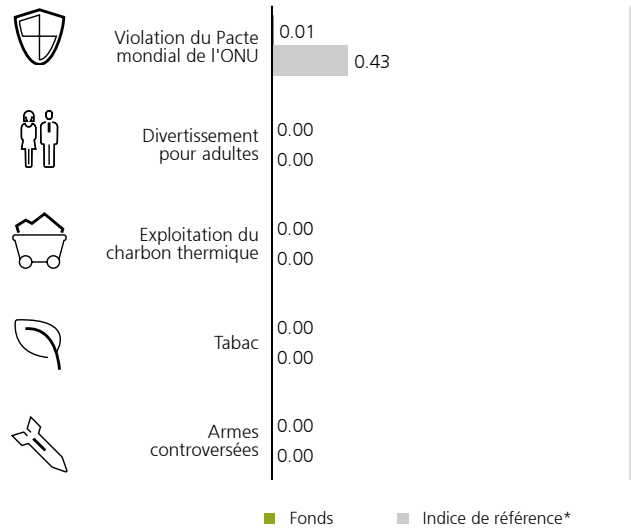 Violation du Pacte
mondial de l'ONU
0.01
0.43
Divertissement
pour adultes
0.00
0.00
Exploitation du
charbon thermique
0.00
0.00
Tabac
0.00
0.00
Armes
controversées
0.00
0.00
Fonds
Indice de référence*